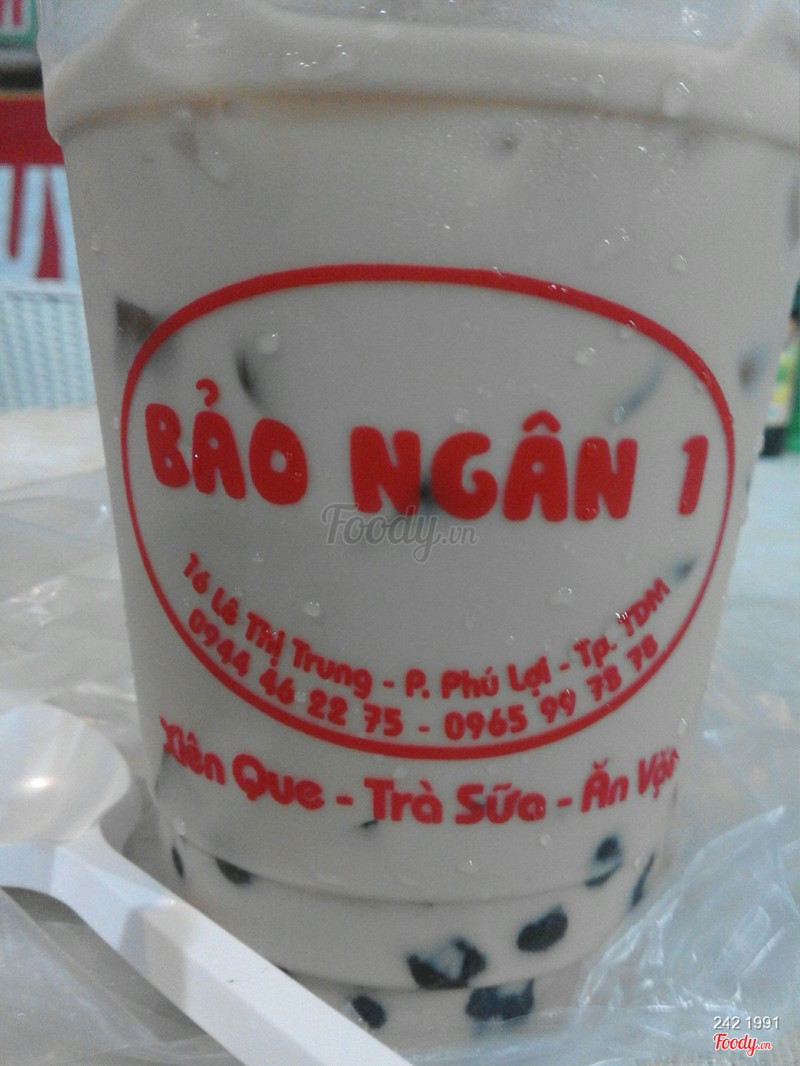 BẢO NGÂN 1
Foody.vn
16 Lê Thị Trung - P. Phú Lợi - Tp. TDM
0944 46 22 75 - 0965 99 78 78
Xiên Que - Trà Sữa - Ăn Vặt
242 1991
Foody.vn